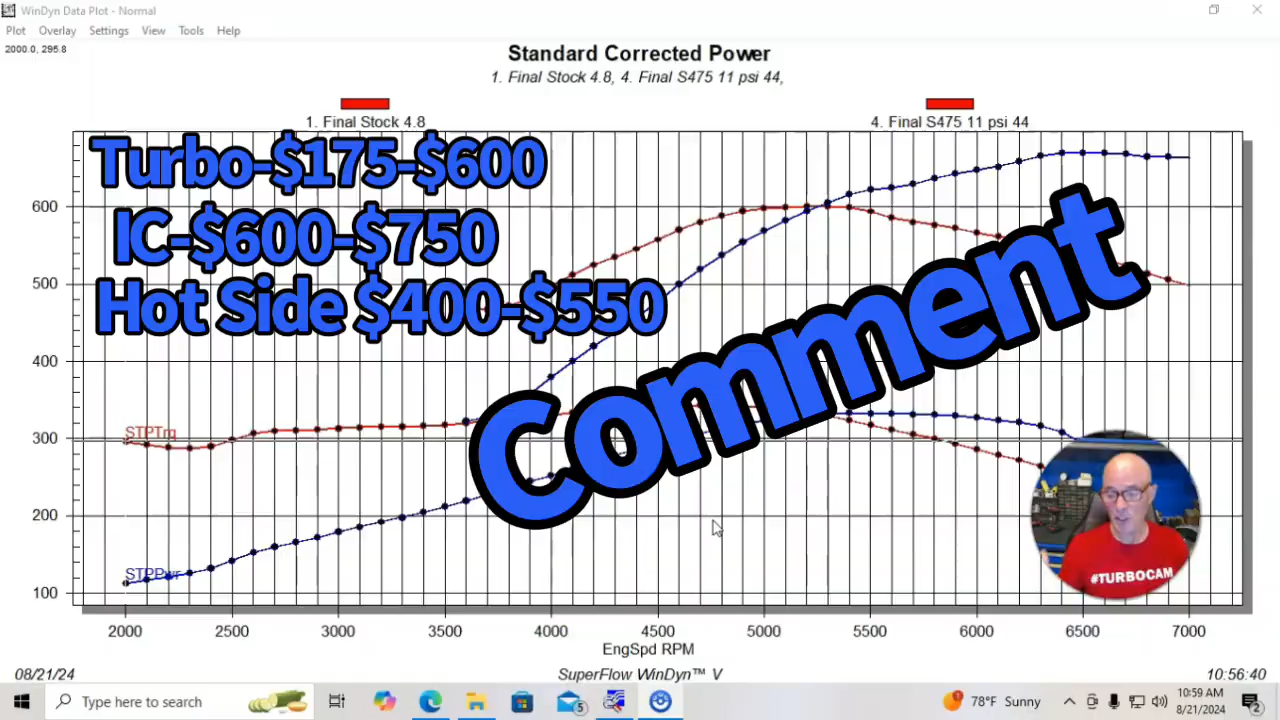 WinDyn Data Plot - Normal
Plot Overlay Settings View Tools Help
2000.0, 296.8
Standard Corrected Power
1. Final Stock 4.8, 4. Final S475 11 psi 44,
1. Final Stock 4.8
4. Final S475 11 psi 44
Turbo-$175-$600
IC-$600-$750
Hot Side $400-$550
Comment
600
500
400
300
200
100
STPTrq
STPPwr
#TURBOCAM
2000 2500 3000 3500 4000 4500 5000 5500 6000 6500 7000
EngSpd RPM
08/21/24
SuperFlow WinDyn™ V
10:56:40
Type here to search
5
78°F Sunny
10:59 AM
8/21/2024
2